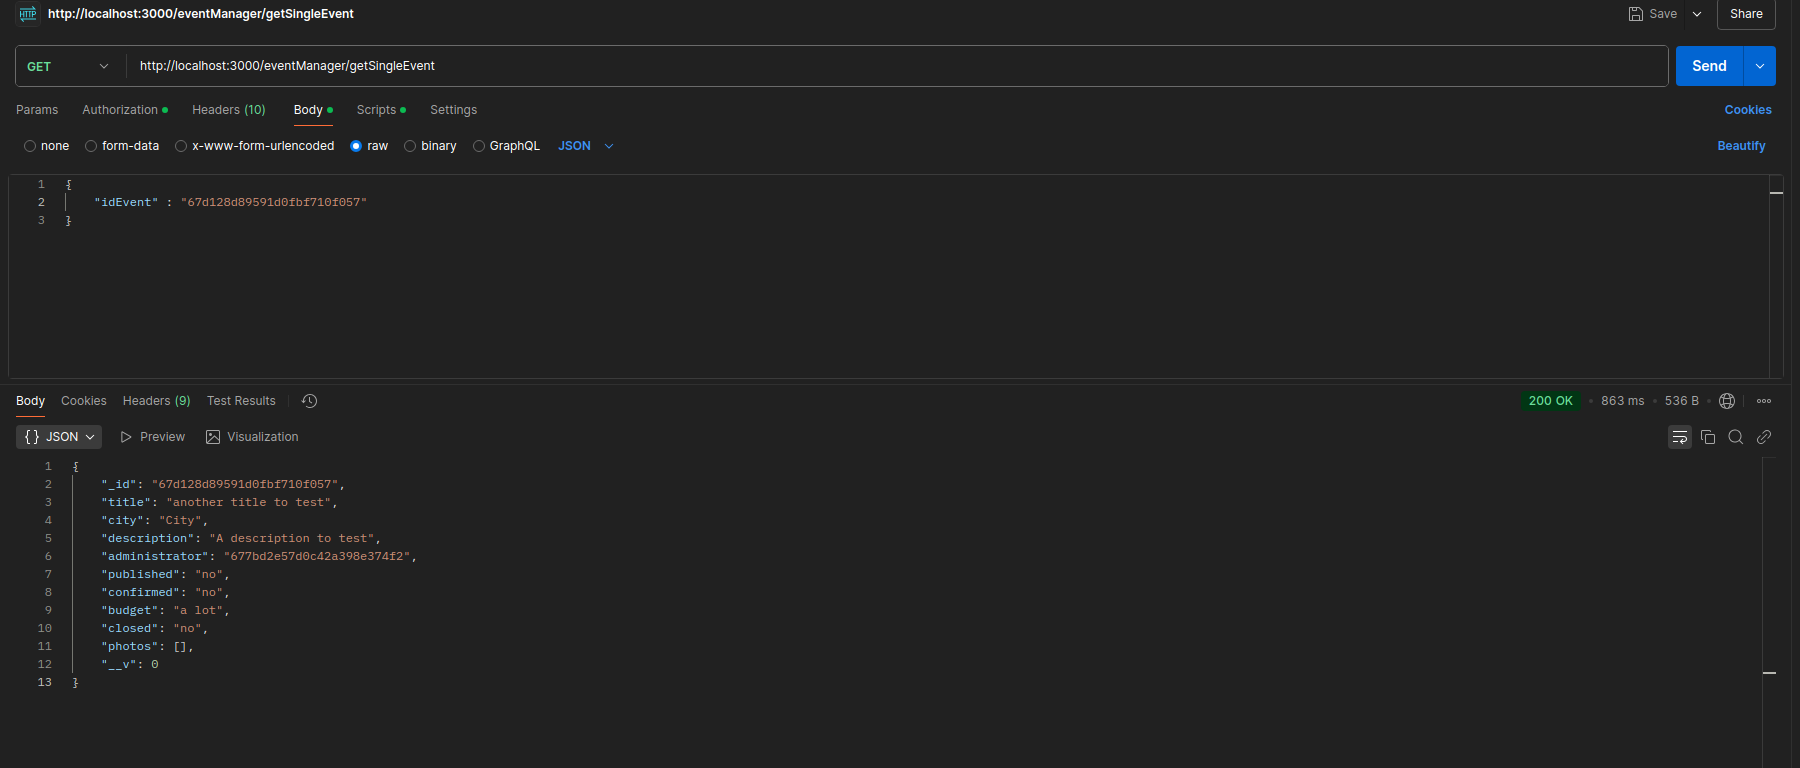 HTTP http://localhost:3000/eventManager/getSingleEvent Save Share
GET http://localhost:3000/eventManager/getSingleEvent Send
Params Authorization Headers (10) Body Scripts Settings Cookies
none form-data x-www-form-urlencoded raw binary GraphQL JSON Beautify
1 {
2 "idEvent" : "67d128d89591d0fbf710f057"
3 }
Body Cookies Headers (9) Test Results 200 OK • 863 ms • 536 B •
{} JSON Preview Visualization
1 {
2 "_id": "67d128d89591d0fbf710f057",
3 "title": "another title to test",
4 "city": "City",
5 "description": "A description to test",
6 "administrator": "677bd2e57d0c42a398e374f2",
7 "published": "no",
8 "confirmed": "no",
9 "budget": "a lot",
10 "closed": "no",
11 "photos": [],
12 "__v": 0
13 }